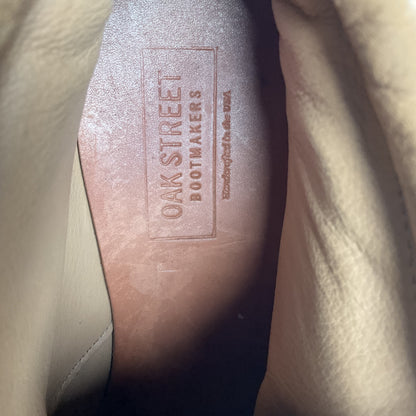 OAK STREET
BOOTMAKERS
Handcrafted in the USA